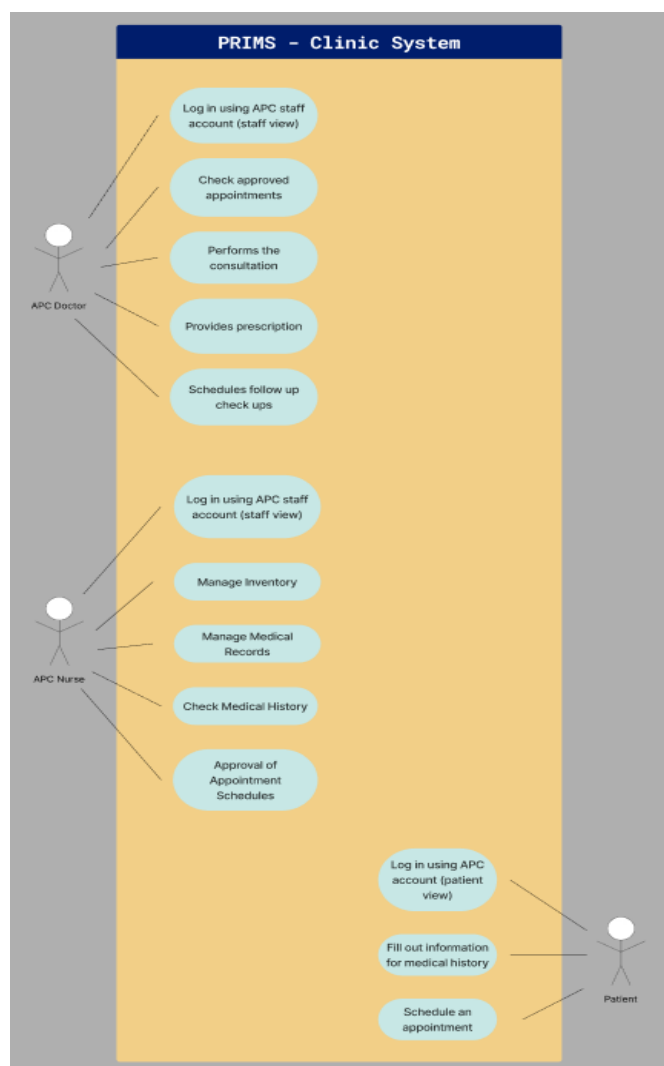 PRIMS – Clinic System
Log in using APC staff
account (staff view)
Check approved
appointments
Performs the
consultation
APC Doctor
Provides prescription
Schedules follow up
check ups
Log in using APC staff
account (staff view)
Manage Inventory
Manage Medical
Records
APC Nurse
Check Medical History
Approval of
Appointment
Schedules
Log in using APC
account (patient
view)
Fill out information
for medical history
Patient
Schedule an
appointment